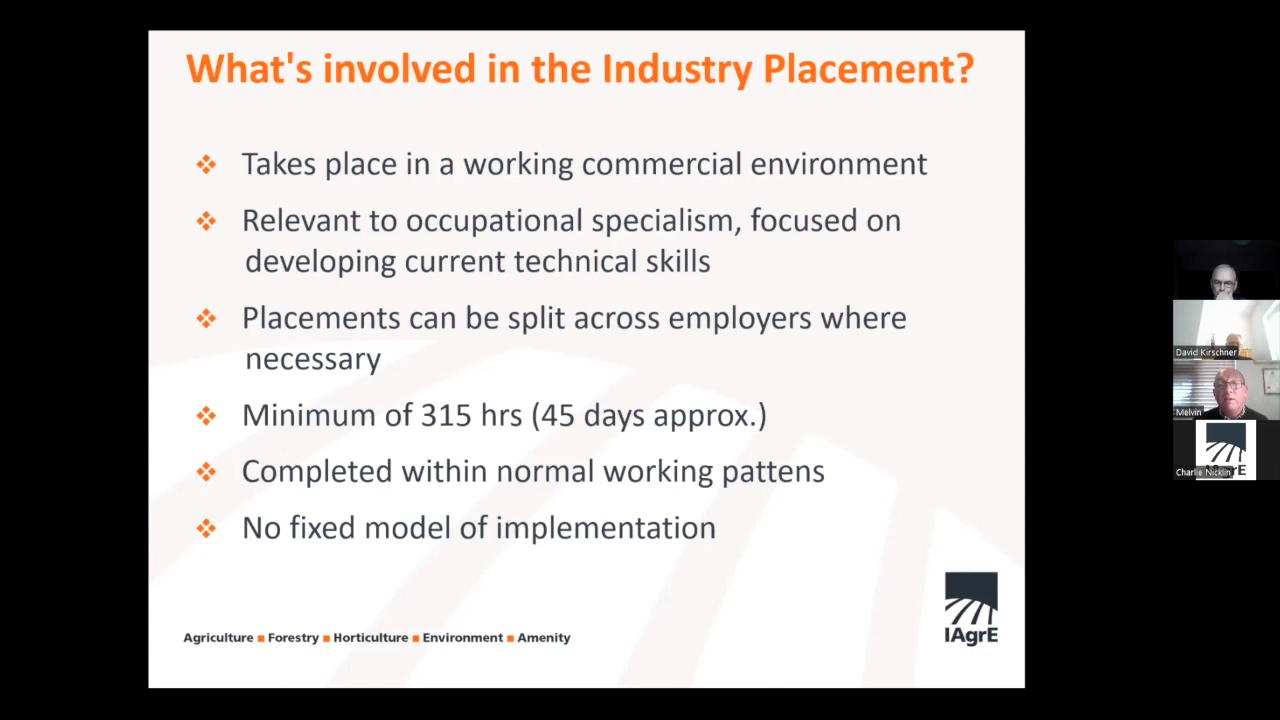 What's involved in the Industry Placement?
Takes place in a working commercial environment
Relevant to occupational specialism, focused on
developing current technical skills
Placements can be split across employers where
necessary
Minimum of 315 hrs (45 days approx.)
Completed within normal working pattens
No fixed model of implementation
Agriculture ■ Forestry ■ Horticulture ■ Environment ■ Amenity
IAgrE
David Kirschner
Melvin
Charlie Nicklin